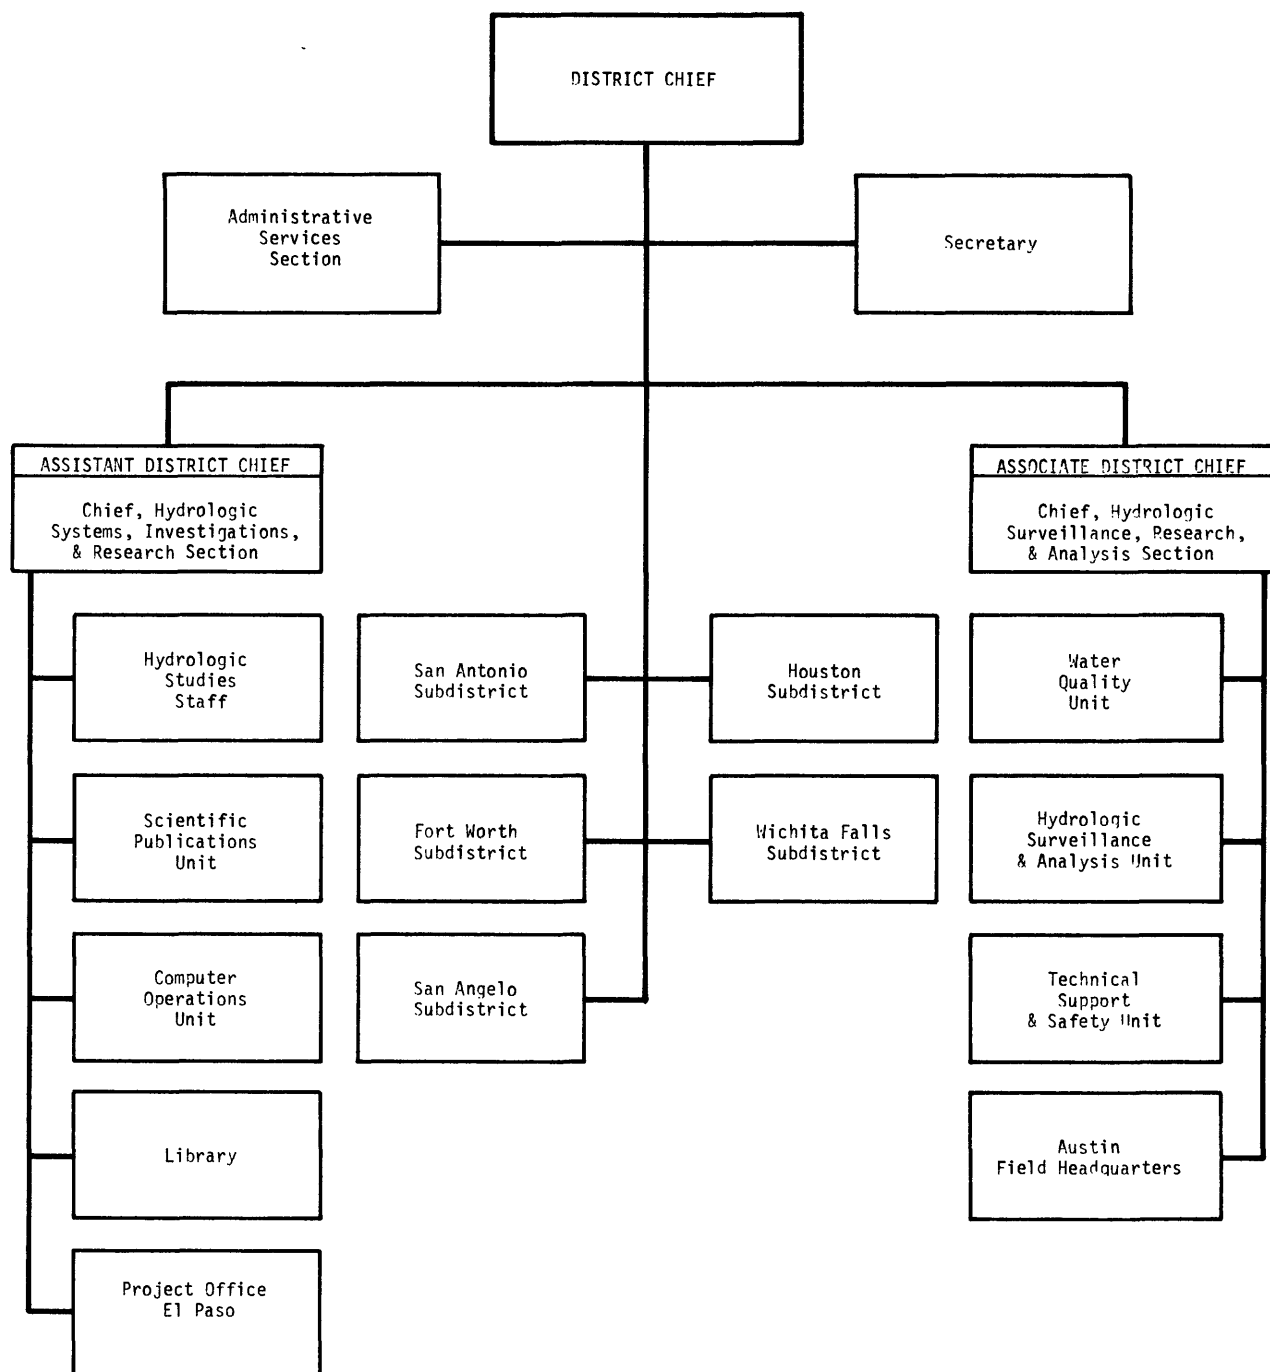 DISTRICT CHIEF
Administrative
Services
Section
Secretary
ASSISTANT DISTRICT CHIEF
Chief, Hydrologic
Systems, Investigations,
& Research Section
ASSOCIATE DISTRICT CHIEF
Chief, Hydrologic
Surveillance, Research,
& Analysis Section
Hydrologic
Studies
Staff
San Antonio
Subdistrict
Houston
Subdistrict
Water
Quality
Unit
Scientific
Publications
Unit
Fort Worth
Subdistrict
Wichita Falls
Subdistrict
Hydrologic
Surveillance
& Analysis Unit
Computer
Operations
Unit
San Angelo
Subdistrict
Technical
Support
& Safety Unit
Library
Austin
Field Headquarters
Project Office
El Paso